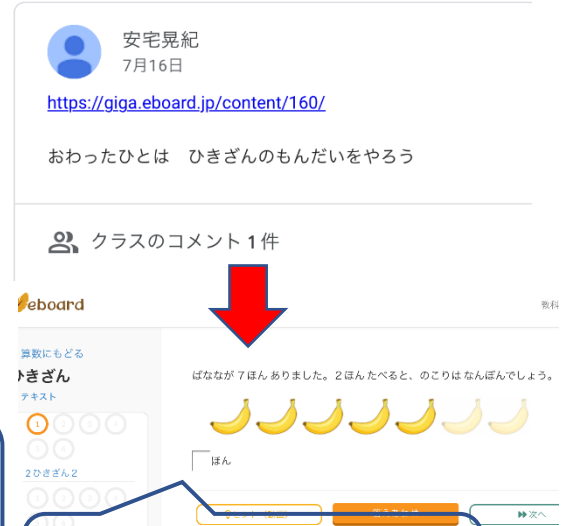 安宅晃紀
7月16日
https://giga.eboard.jp/content/160/
おわったひとは　ひきざんのもんだいをやろう
クラスのコメント 1 件
eboard
教科
算数にもどる
ひきざん
テキスト
ばななが 7 ほん ありました。2 ほん たべると、のこりは なんぼんでしょう。
1 2 3 4
ほん
2ひきざん2
次へ